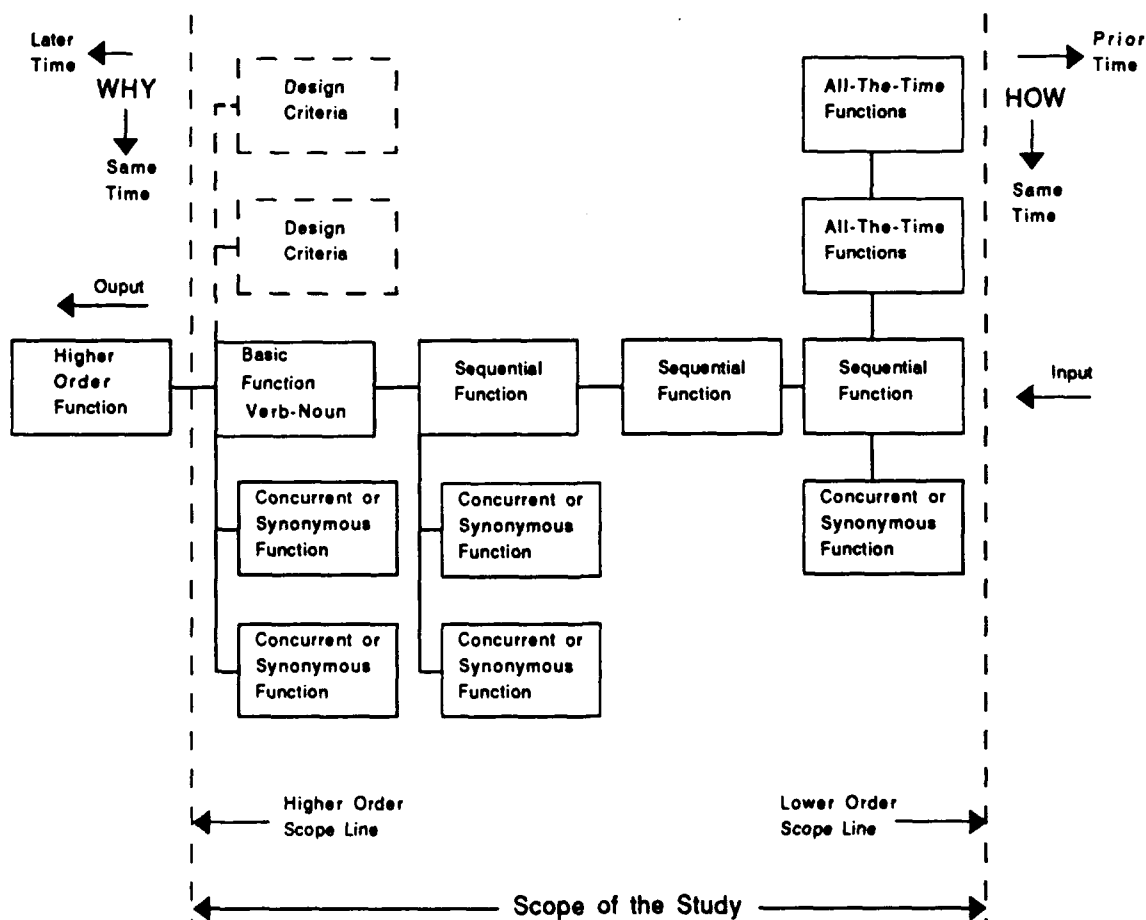 Later
Time
WHY
Same
Time
Design
Criteria
All-The-Time
Functions
Prior
Time
HOW
Same
Time
Design
Criteria
All-The-Time
Functions
Ouput
Higher
Order
Function
Basic
Function
Verb-Noun
Sequential
Function
Sequential
Function
Sequential
Function
Input
Concurrent or
Synonymous
Function
Concurrent or
Synonymous
Function
Concurrent or
Synonymous
Function
Concurrent or
Synonymous
Function
Concurrent or
Synonymous
Function
Higher Order
Scope Line
Lower Order
Scope Line
Scope of the Study